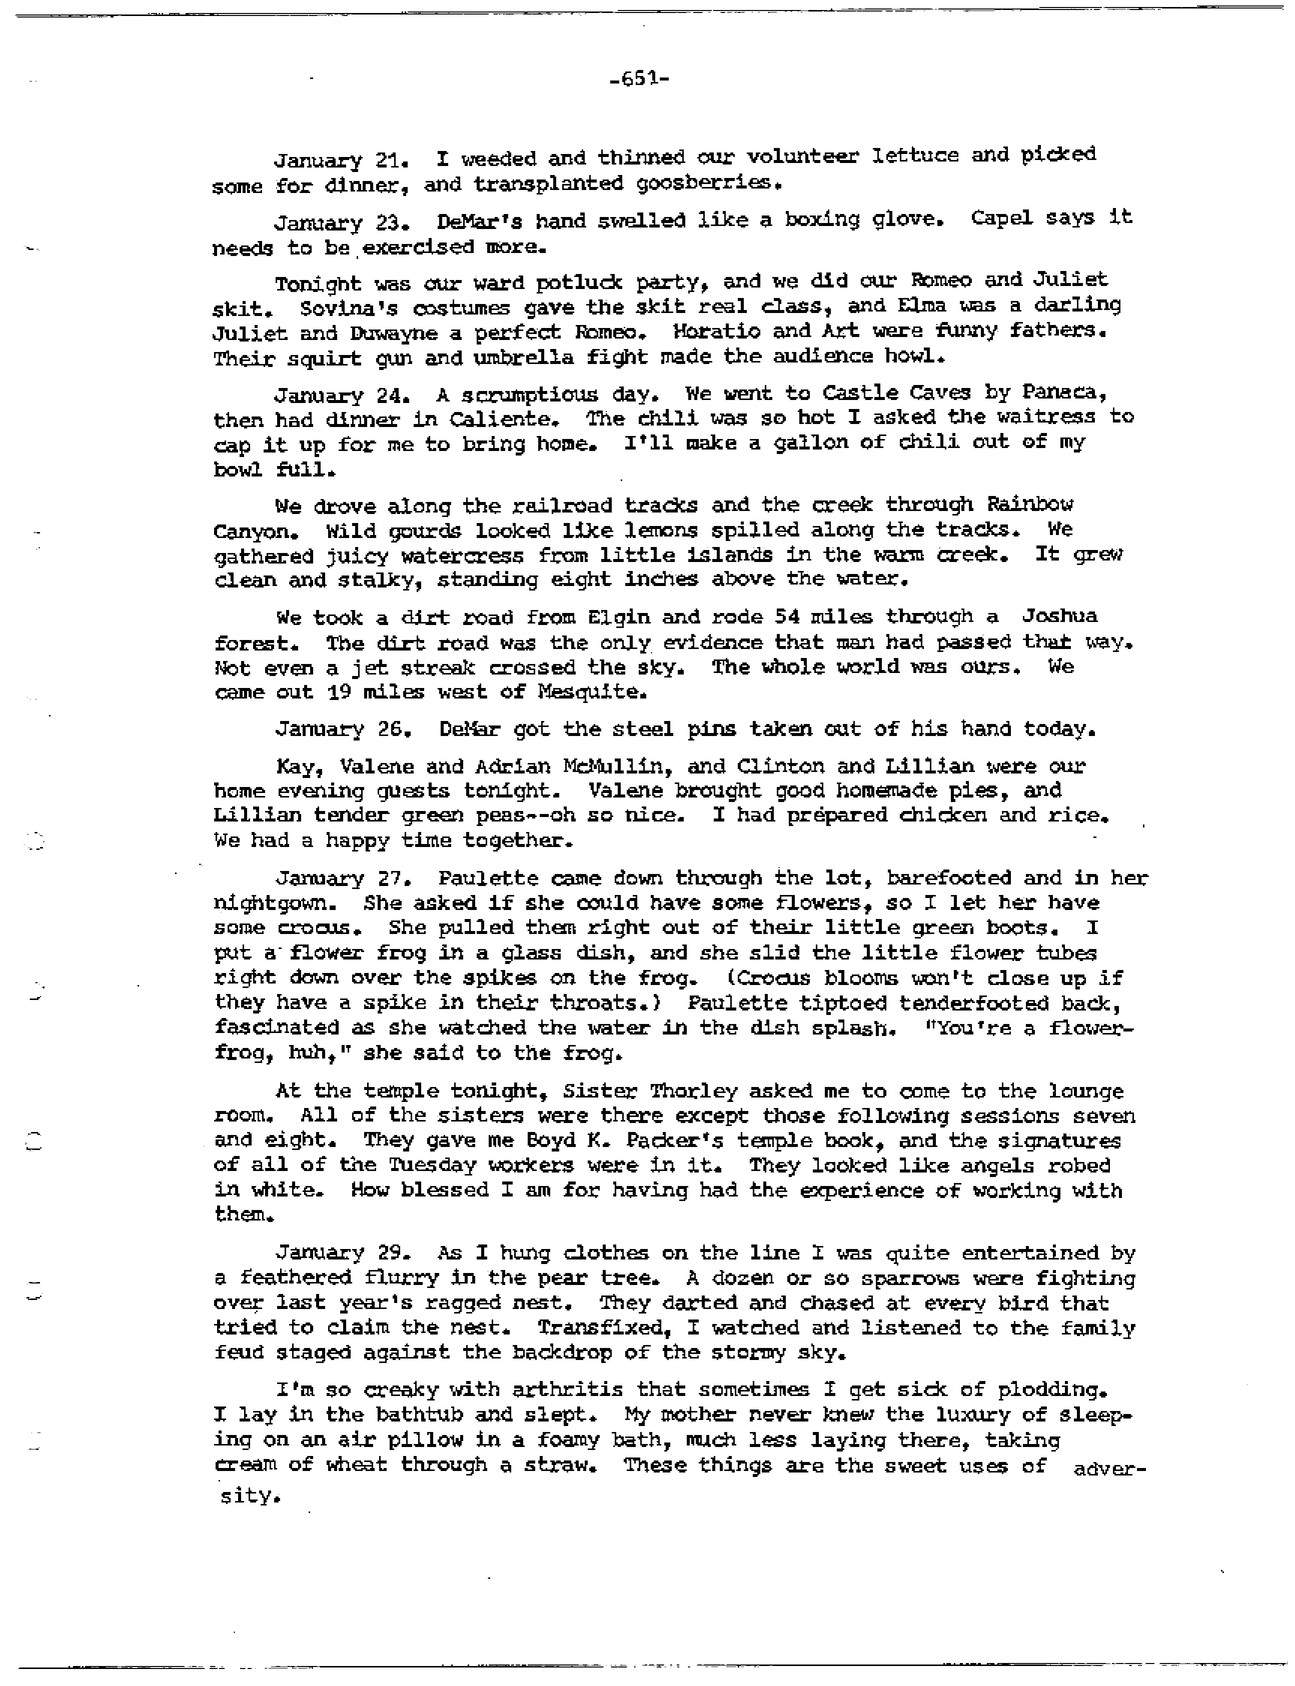 -651-
January 21. I weeded and thinned our volunteer lettuce and picked
some for dinner, and transplanted goosberries.
January 23. DeMar's hand swelled like a boxing glove. Capel says it
needs to be exercised more.
Tonight was our ward potluck party, and we did our Romeo and Juliet
skit. Sovina's costumes gave the skit real class, and Elma was a darling
Juliet and Duwayne a perfect Romeo. Horatio and Art were funny fathers.
Their squirt gun and umbrella fight made the audience howl.
January 24. A scrumptious day. We went to Castle Caves by Panaca,
then had dinner in Caliente. The chili was so hot I asked the waitress to
cap it up for me to bring home. I'll make a gallon of chili out of my
bowl full.
We drove along the railroad tracks and the creek through Rainbow
Canyon. Wild gourds looked like lemons spilled along the tracks. We
gathered juicy watercress from little islands in the warm creek. It grew
clean and stalky, standing eight inches above the water.
We took a dirt road from Elgin and rode 54 miles through a Joshua
forest. The dirt road was the only evidence that man had passed that way.
Not even a jet streak crossed the sky. The whole world was ours. We
came out 19 miles west of Mesquite.
January 26. DeMar got the steel pins taken out of his hand today.
Kay, Valene and Adrian McMullin, and Clinton and Lillian were our
home evening guests tonight. Valene brought good homemade pies, and
Lillian tender green peas--oh so nice. I had prepared chicken and rice.
We had a happy time together.
January 27. Paulette came down through the lot, barefooted and in her
nightgown. She asked if she could have some flowers, so I let her have
some crocus. She pulled them right out of their little green boots. I
put a flower frog in a glass dish, and she slid the little flower tubes
right down over the spikes on the frog. (Crocus blooms won't close up if
they have a spike in their throats.) Paulette tiptoed tenderfooted back,
fascinated as she watched the water in the dish splash. "You're a flower-
frog, huh," she said to the frog.
At the temple tonight, Sister Thorley asked me to come to the lounge
room. All of the sisters were there except those following sessions seven
and eight. They gave me Boyd K. Packer's temple book, and the signatures
of all of the Tuesday workers were in it. They looked like angels robed
in white. How blessed I am for having had the experience of working with
them.
January 29. As I hung clothes on the line I was quite entertained by
a feathered flurry in the pear tree. A dozen or so sparrows were fighting
over last year's ragged nest. They darted and chased at every bird that
tried to claim the nest. Transfixed, I watched and listened to the family
feud staged against the backdrop of the stormy sky.
I'm so creaky with arthritis that sometimes I get sick of plodding.
I lay in the bathtub and slept. My mother never knew the luxury of sleep-
ing on an air pillow in a foamy bath, much less laying there, taking
cream of wheat through a straw. These things are the sweet uses of adver-
sity.